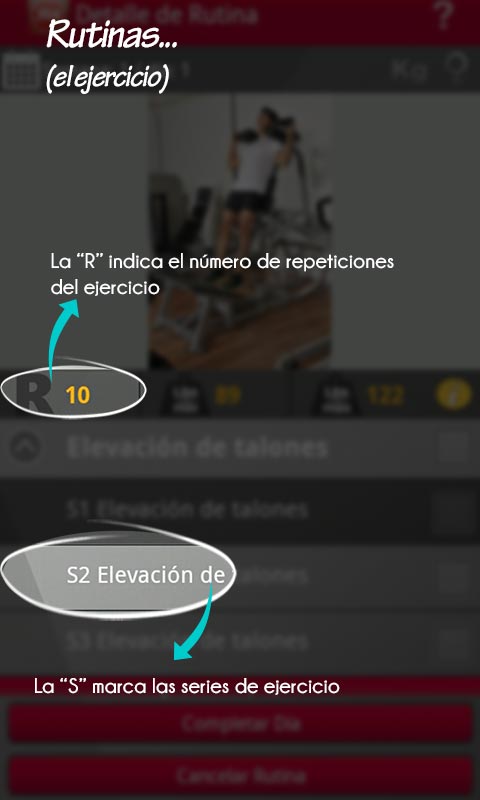 Detalle de Rutina
?
Rutinas...
(el ejercicio)
1
Kg
La “R” indica el número de repeticiones
del ejercicio
R 10
89
122
Elevación de talones
S1 Elevación de talones
S2 Elevación de talones
S3 Elevación de talones
La “S” marca las series de ejercicio
Completar Día
Cancelar Rutina